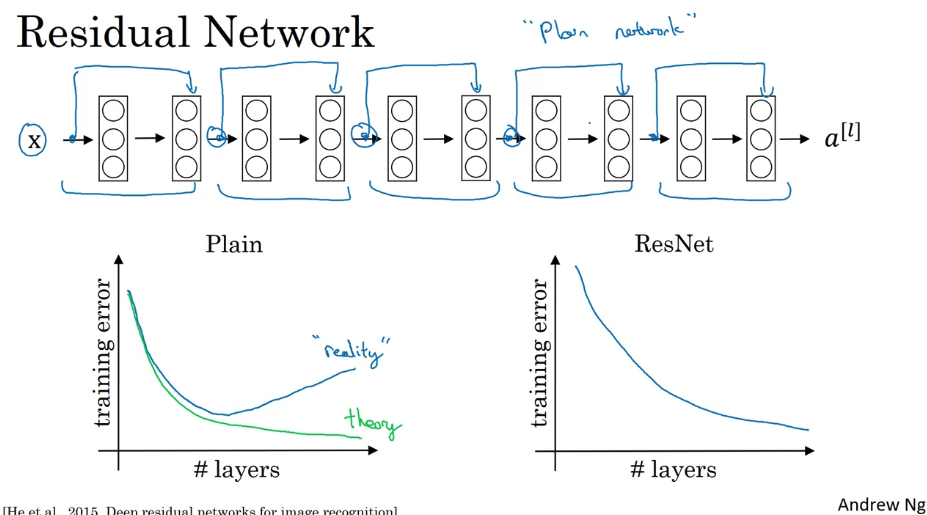 Residual Network
"Plain network"
x
a[l]
Plain
training error
"reality"
theory
# layers
ResNet
training error
# layers
[He et al., 2015. Deep residual networks for image recognition]
Andrew Ng